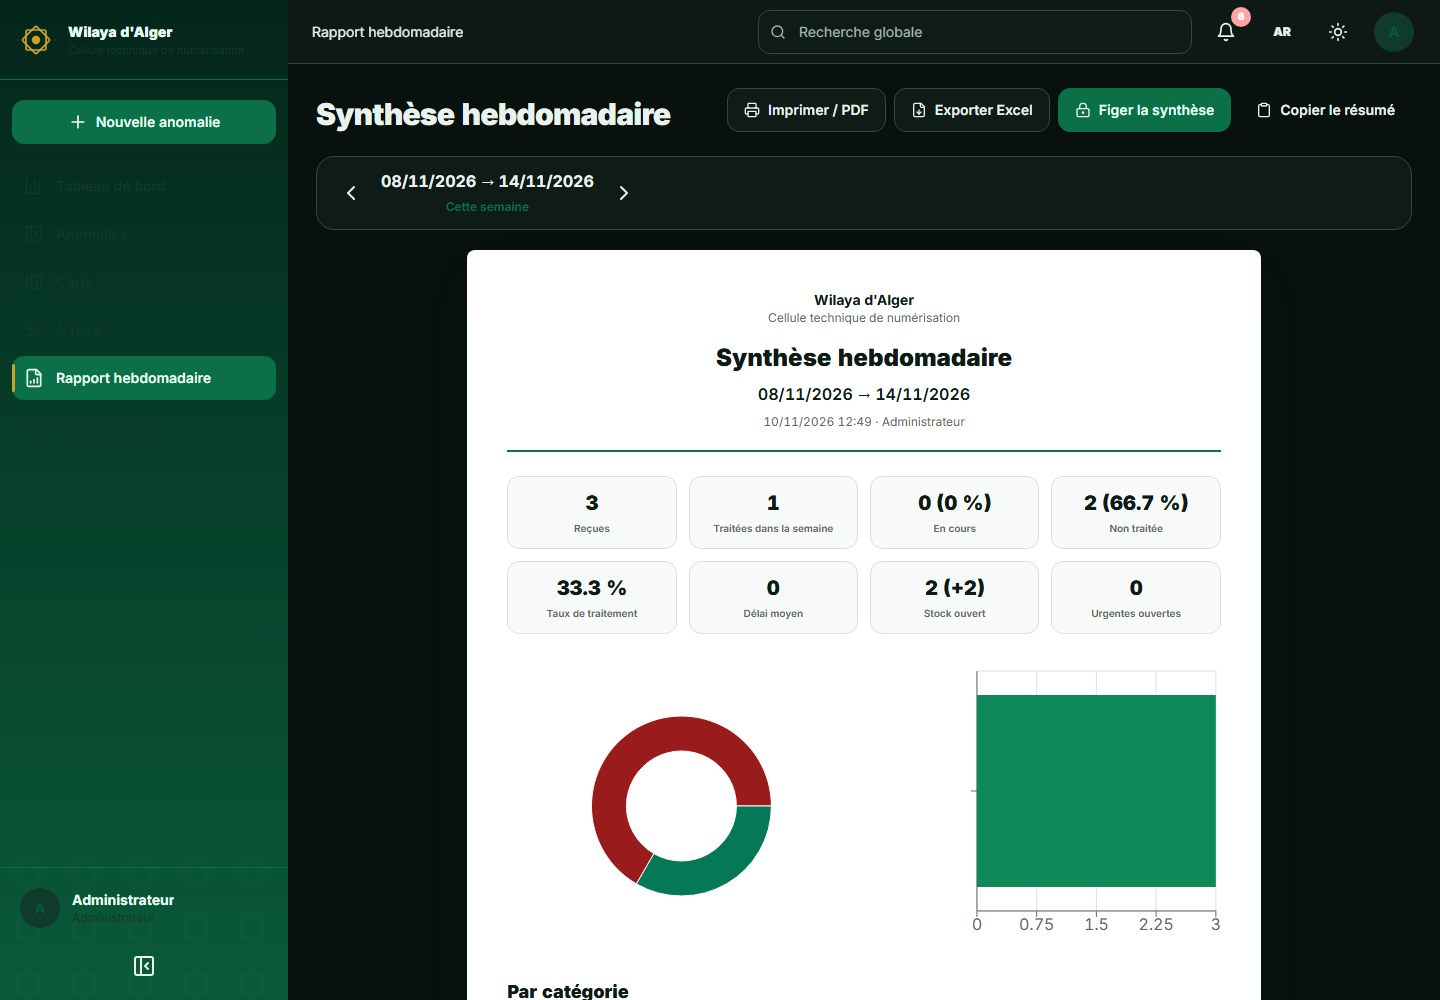 Wilaya d'Alger
Cellule technique de numérisation
Nouvelle anomalie
Tableau de bord
Anomalies
Carte
À faire
Rapport hebdomadaire
Administrateur
Administrateur
A
Rapport hebdomadaire
Recherche globale
6
AR
A
Synthèse hebdomadaire
Imprimer / PDF
Exporter Excel
Figer la synthèse
Copier le résumé
08/11/2026 → 14/11/2026
Cette semaine
Wilaya d'Alger
Cellule technique de numérisation
Synthèse hebdomadaire
08/11/2026 → 14/11/2026
10/11/2026 12:49 · Administrateur
3
Reçues
1
Traitées dans la semaine
0 (0 %)
En cours
2 (66.7 %)
Non traitée
33.3 %
Taux de traitement
0
Délai moyen
2 (+2)
Stock ouvert
0
Urgentes ouvertes
0 0.75 1.5 2.25 3
Par catégorie